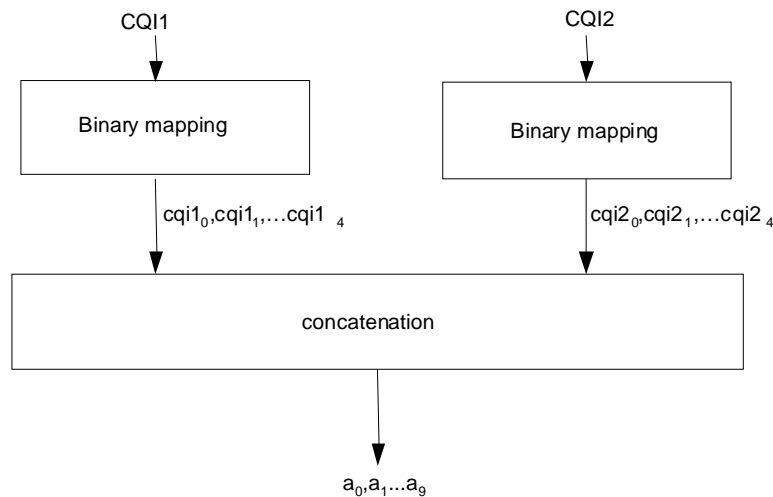 CQI1
CQI2
Binary mapping
Binary mapping
cqi1₀,cqi1₁,…cqi1 ₄
cqi2₀,cqi2₁,…cqi2 ₄
concatenation
a₀,a₁...a₉